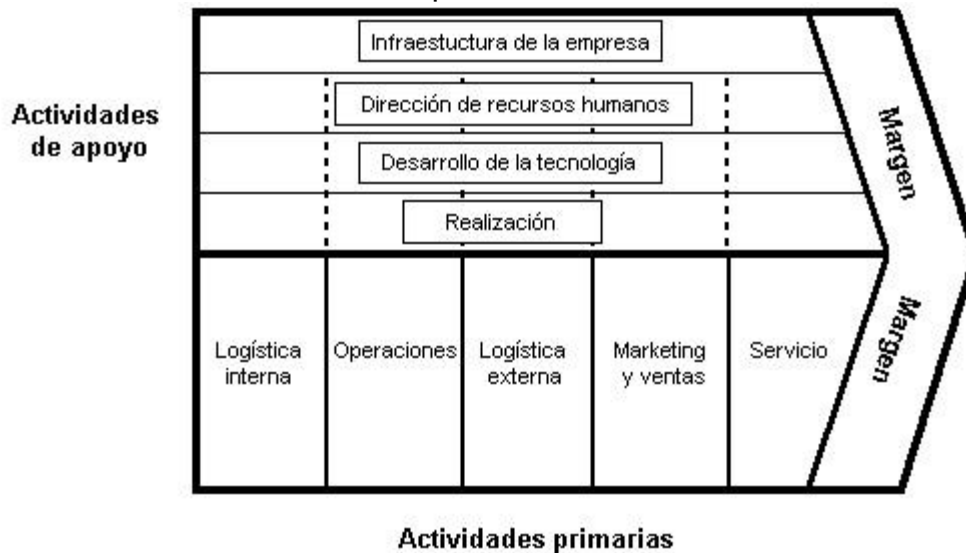 Infraestuctura de la empresa
Dirección de recursos humanos
Desarrollo de la tecnología
Realización
Actividades
de apoyo
Margen
Margen
Logística
interna
Operaciones
Logística
externa
Marketing
y ventas
Servicio
Actividades primarias